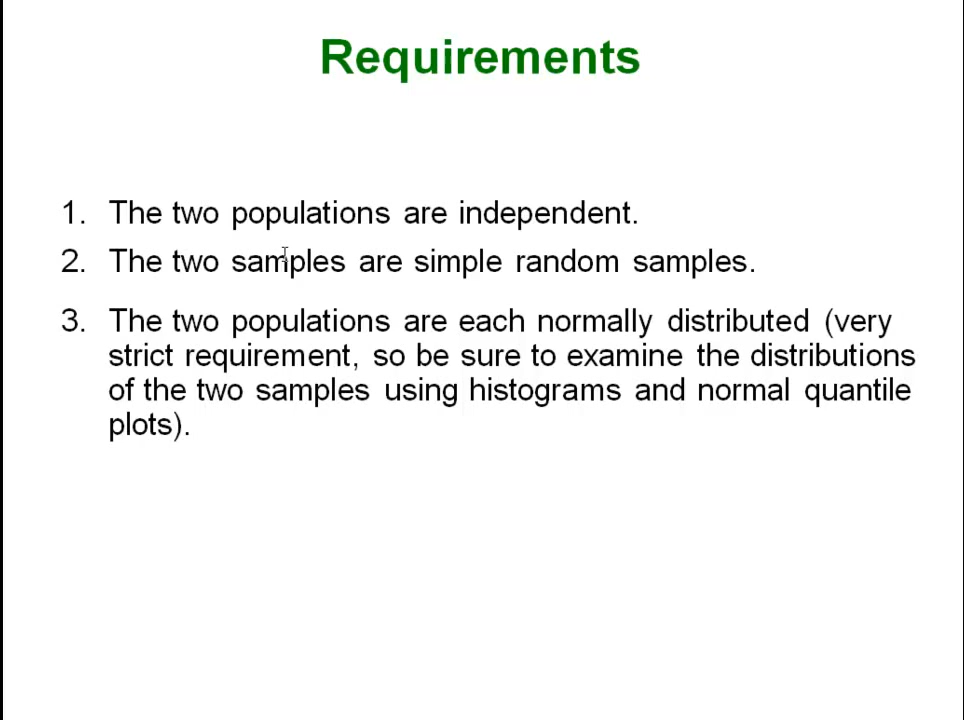 Requirements
1. The two populations are independent.
2. The two samples are simple random samples.
3. The two populations are each normally distributed (very
strict requirement, so be sure to examine the distributions
of the two samples using histograms and normal quantile
plots).